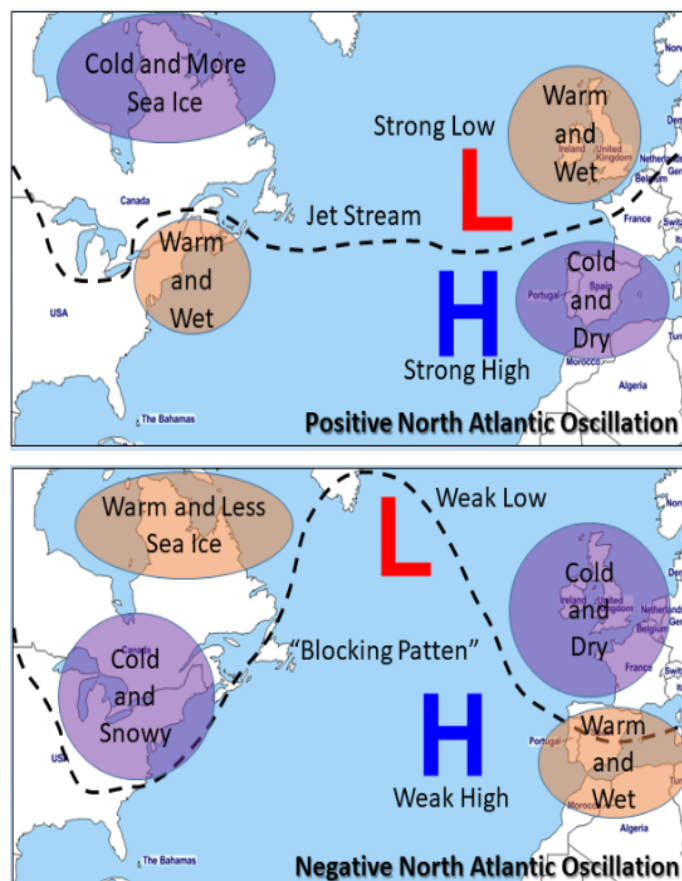 Cold and More
Sea Ice
Strong Low
L
Warm
and
Wet
Ireland
United
Kingdom
Netherlands
Belgium
Canada
Jet Stream
France
Warm
and
Wet
H
Cold
and
Dry
Portugal
Spain
USA
Strong High
Morocco
Algeria
The Bahamas
Positive North Atlantic Oscillation
Warm and Less
Sea Ice
Weak Low
L
Cold
and
Dry
Ireland
United
Kingdom
Netherlands
Belgium
France
Canada
Cold
and
Snowy
“Blocking Patten”
H
Warm
and
Wet
Portugal
USA
Weak High
Morocco
Algeria
The Bahamas
Negative North Atlantic Oscillation